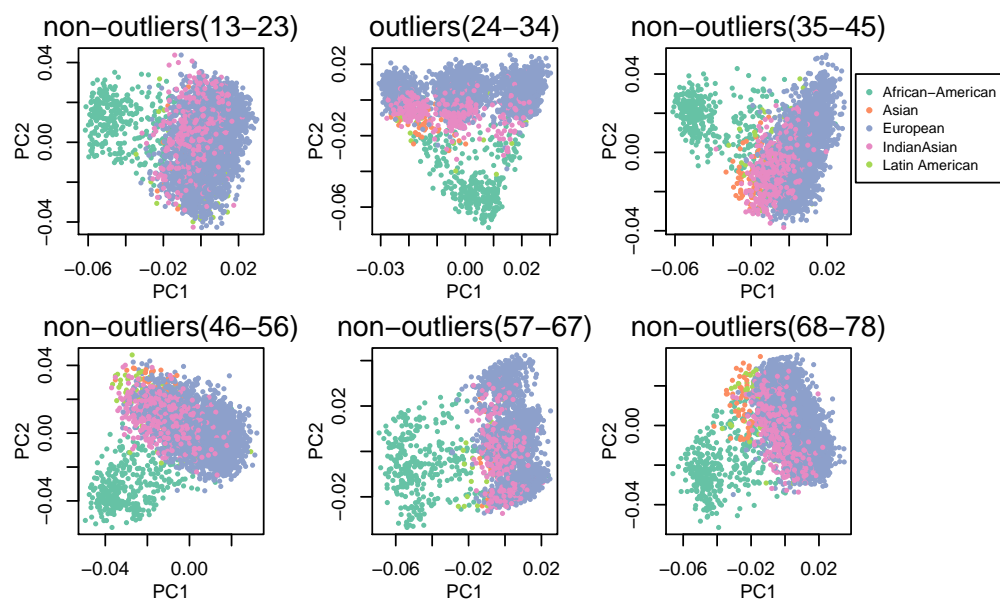 non−outliers(13−23)
outliers(24−34)
non−outliers(35−45)
PC2
0.04
0.00
−0.04
−0.06
−0.02
0.02
PC1
PC2
0.02
−0.02
−0.06
−0.03
0.00
0.02
PC1
PC2
0.04
0.00
−0.04
−0.06
−0.02
0.02
PC1
African−American
Asian
European
IndianAsian
Latin American
non−outliers(46−56)
non−outliers(57−67)
non−outliers(68−78)
PC2
0.04
0.00
−0.04
−0.04
0.00
PC1
PC2
0.02
−0.02
−0.06
−0.02
0.02
PC1
PC2
0.00
−0.04
−0.06
−0.02
0.02
PC1